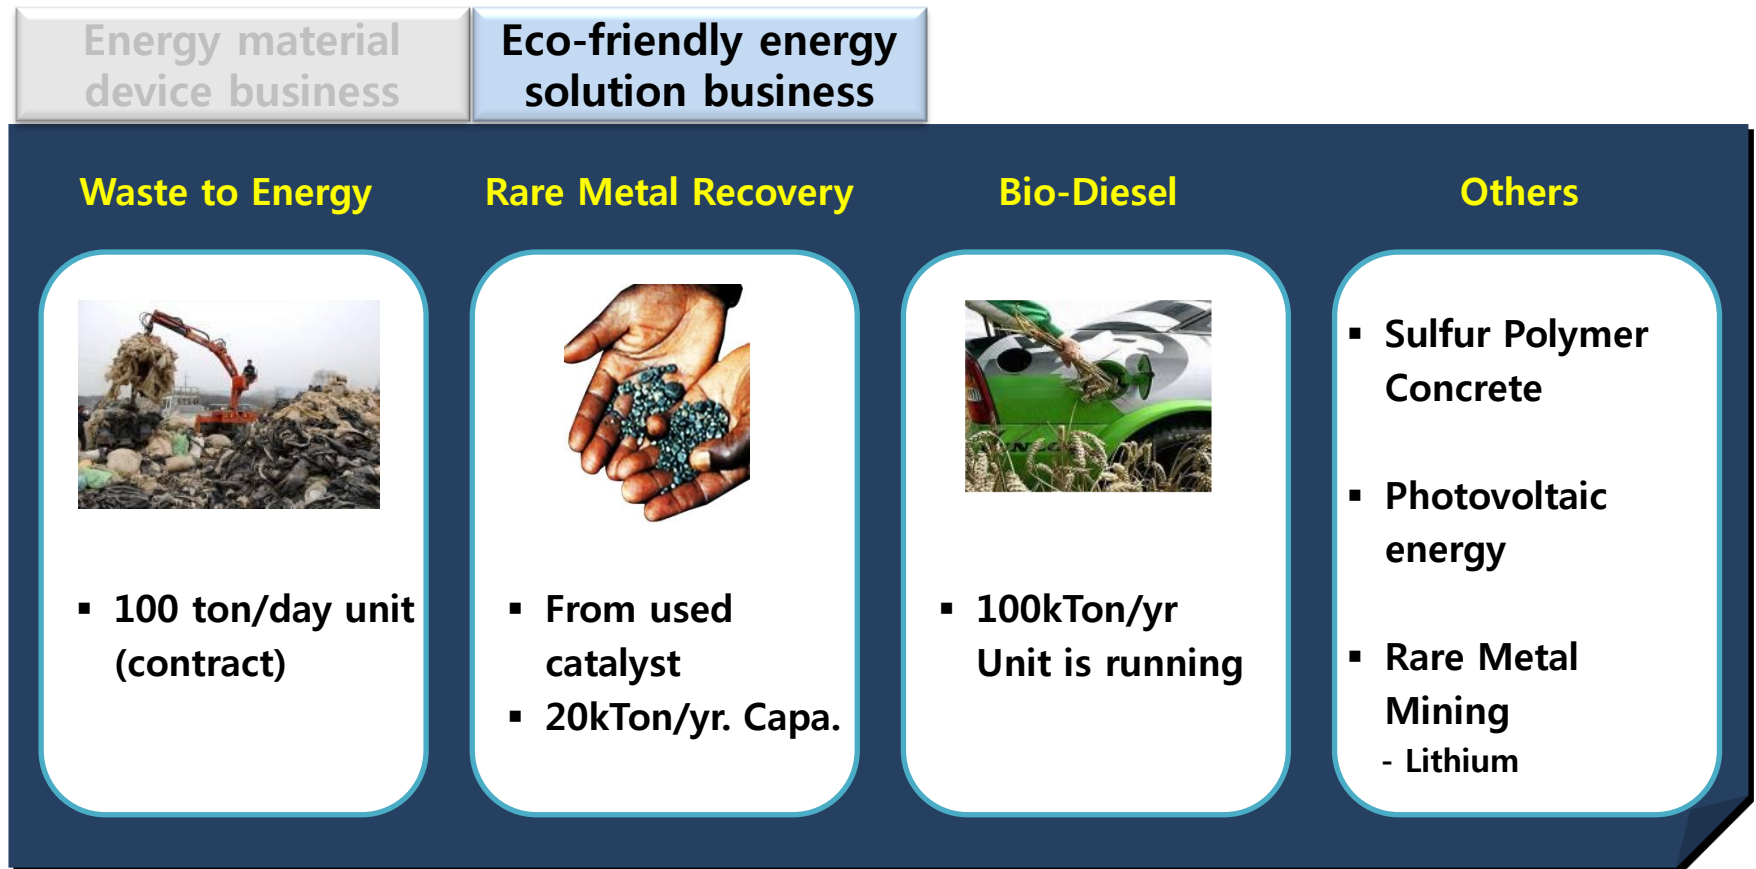 Energy material
device business
Eco-friendly energy
solution business
Waste to Energy
Rare Metal Recovery
Bio-Diesel
Others
▪ 100 ton/day unit
(contract)
▪ From used
catalyst
▪ 20kTon/yr. Capa.
▪ 100kTon/yr
Unit is running
▪ Sulfur Polymer
Concrete
▪ Photovoltaic
energy
▪ Rare Metal
Mining
- Lithium